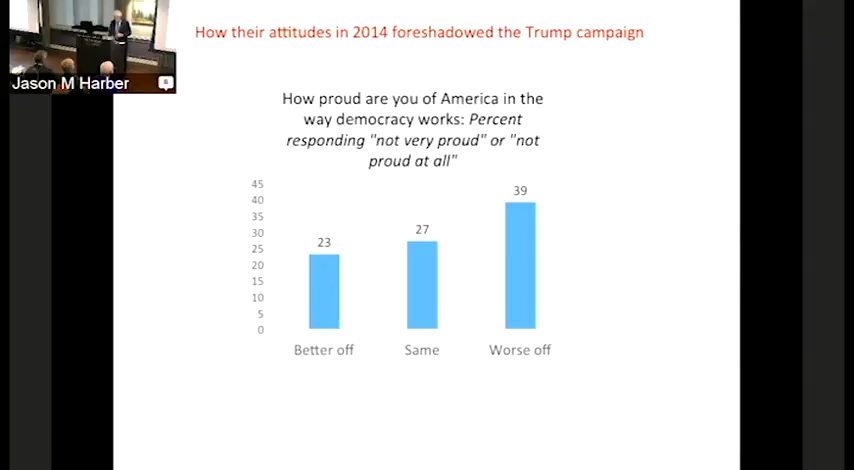 How their attitudes in 2014 foreshadowed the Trump campaign
Jason M Harber
How proud are you of America in the
way democracy works: Percent
responding "not very proud" or "not
proud at all"
45
40
35
30
25
20
15
10
5
0
23
27
39
Better off
Same
Worse off